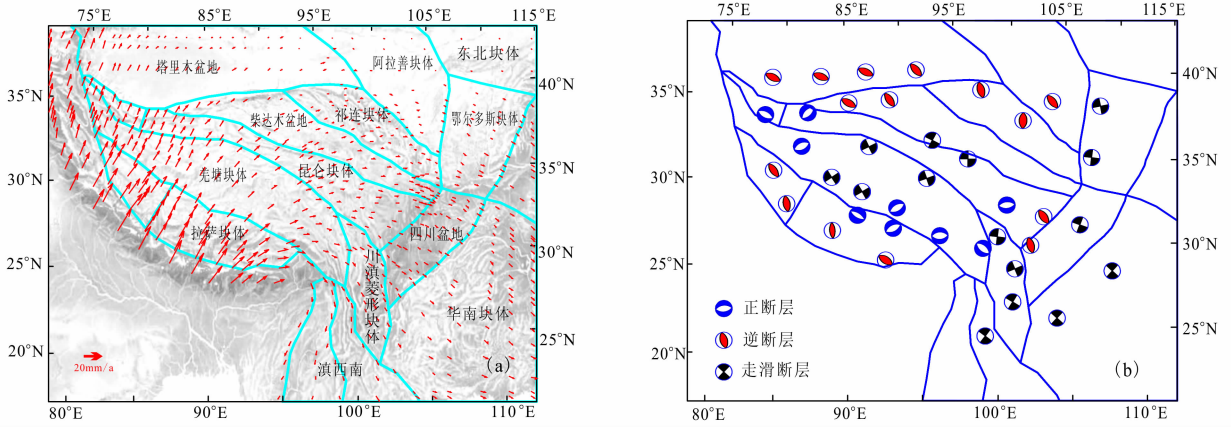 75°E 85°E 95°E 105°E 115°E
东北块体
阿拉善块体
塔里木盆地
40°N
35°N
柴达木盆地 祁连块体 鄂尔多斯块体
昆仑块体
羌塘块体
35°N
30°N
拉萨块体
四川盆地
30°N
25°N
川滇菱形块体
华南块体
25°N
20°N
20mm/a
滇西南
(a)
80°E 90°E 100°E 110°E
75°E 85°E 95°E 105°E 115°E
40°N
35°N
35°N
30°N
30°N
25°N
正断层
逆断层
25°N
20°N
走滑断层
(b)
80°E 90°E 100°E 110°E